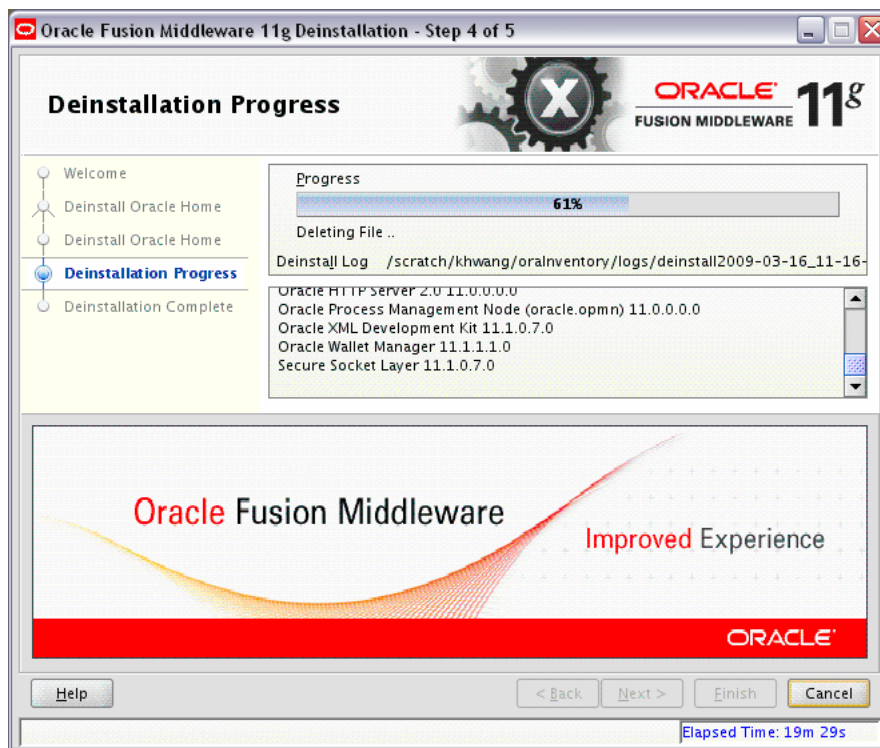 Oracle Fusion Middleware 11g Deinstallation - Step 4 of 5
Deinstallation Progress
X
ORACLE
FUSION MIDDLEWARE 11g
Welcome
Deinstall Oracle Home
Deinstall Oracle Home
Deinstallation Progress
Deinstallation Complete
Progress
61%
Deleting File ..
Deinstall Log /scratch/khwang/oraInventory/logs/deinstall2009-03-16_11-16-
Oracle HTTP Server 2.0 11.0.0.0.0
Oracle Process Management Node (oracle.opmn) 11.0.0.0.0
Oracle XML Development Kit 11.1.0.7.0
Oracle Wallet Manager 11.1.1.1.0
Secure Socket Layer 11.1.0.7.0
Oracle Fusion Middleware
Improved Experience
ORACLE
Help
< Back Next > Finish Cancel
Elapsed Time: 19m 29s